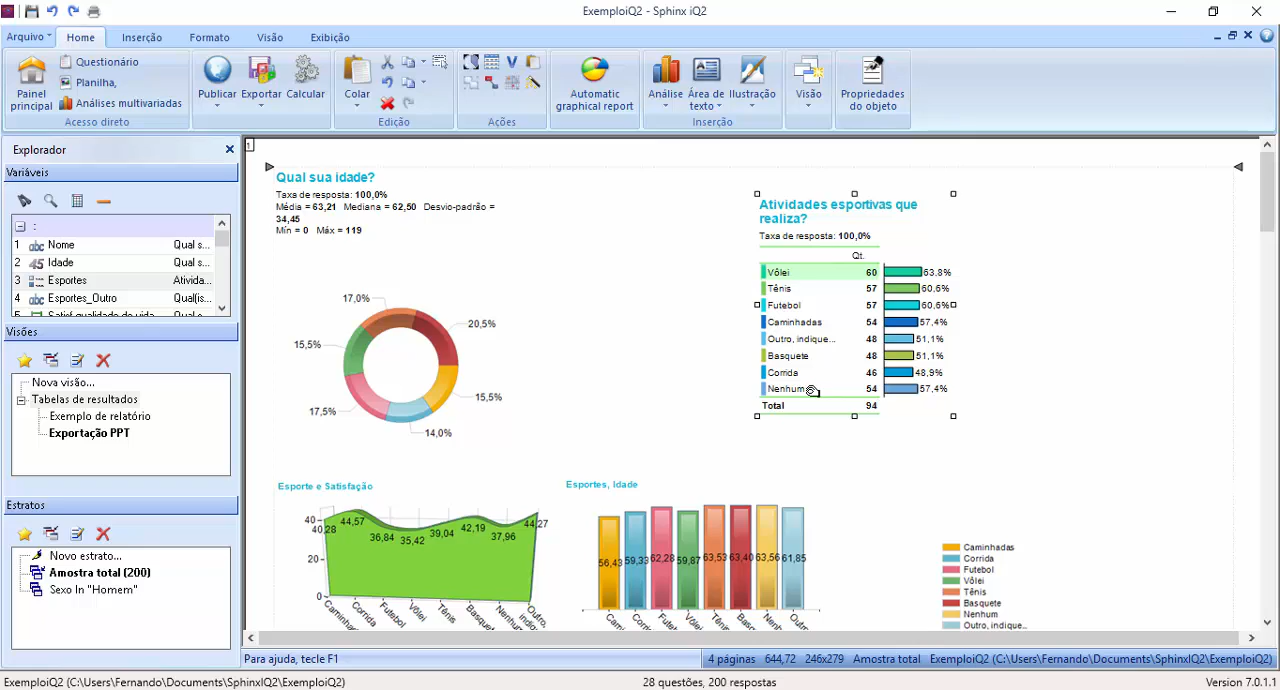 ExemploiQ2 - Sphinx iQ2
Arquivo
Home
Inserção
Formato
Visão
Exibição
Painel principal
Questionário
Planilha,
Análises multivariadas
Acesso direto
Publicar
Exportar
Calcular
Colar
Edição
Ações
Automatic graphical report
Análise
Área de texto
Ilustração
Inserção
Visão
Propriedades do objeto
Explorador
Variáveis
:
1 abc Nome Qual s...
2 45 Idade Qual s...
3 Esportes Ativida...
4 abc Esportes_Outro Qual(is...
Visões
Nova visão...
Tabelas de resultados
Exemplo de relatório
Exportação PPT
Estratos
Novo estrato...
Amostra total (200)
Sexo In "Homem"
1
Qual sua idade?
Taxa de resposta: 100,0%
Média = 63,21 Mediana = 62,50 Desvio-padrão =
34,45
Mín = 0 Máx = 119
17,0%
20,5%
15,5%
15,5%
17,5%
14,0%
Atividades esportivas que
realiza?
Taxa de resposta: 100,0%
Qt.
Vôlei 60 63,8%
Tênis 57 60,6%
Futebol 57 60,6%
Caminhadas 54 57,4%
Outro, indique... 48 51,1%
Basquete 48 51,1%
Corrida 46 48,9%
Nenhum 54 57,4%
Total 94
Esporte e Satisfação
40
20
0
40,28
44,57
36,84
35,42
39,04
42,19
37,96
44,27
Corrida
Futebol
Vôlei
Tênis
Esportes, Idade
56,43
59,33
62,28
59,87
63,53
63,40
63,56
61,85
Caminhadas
Corrida
Futebol
Vôlei
Tênis
Basquete
Nenhum
Outro, indique...
Para ajuda, tecle F1
4 páginas 644,72 246x279 Amostra total ExemploiQ2 (C:\Users\Fernando\Documents\SphinxIQ2\ExemploiQ2)
ExemploiQ2 (C:\Users\Fernando\Documents\SphinxIQ2\ExemploiQ2)
28 questões, 200 respostas
Version 7.0.1.1